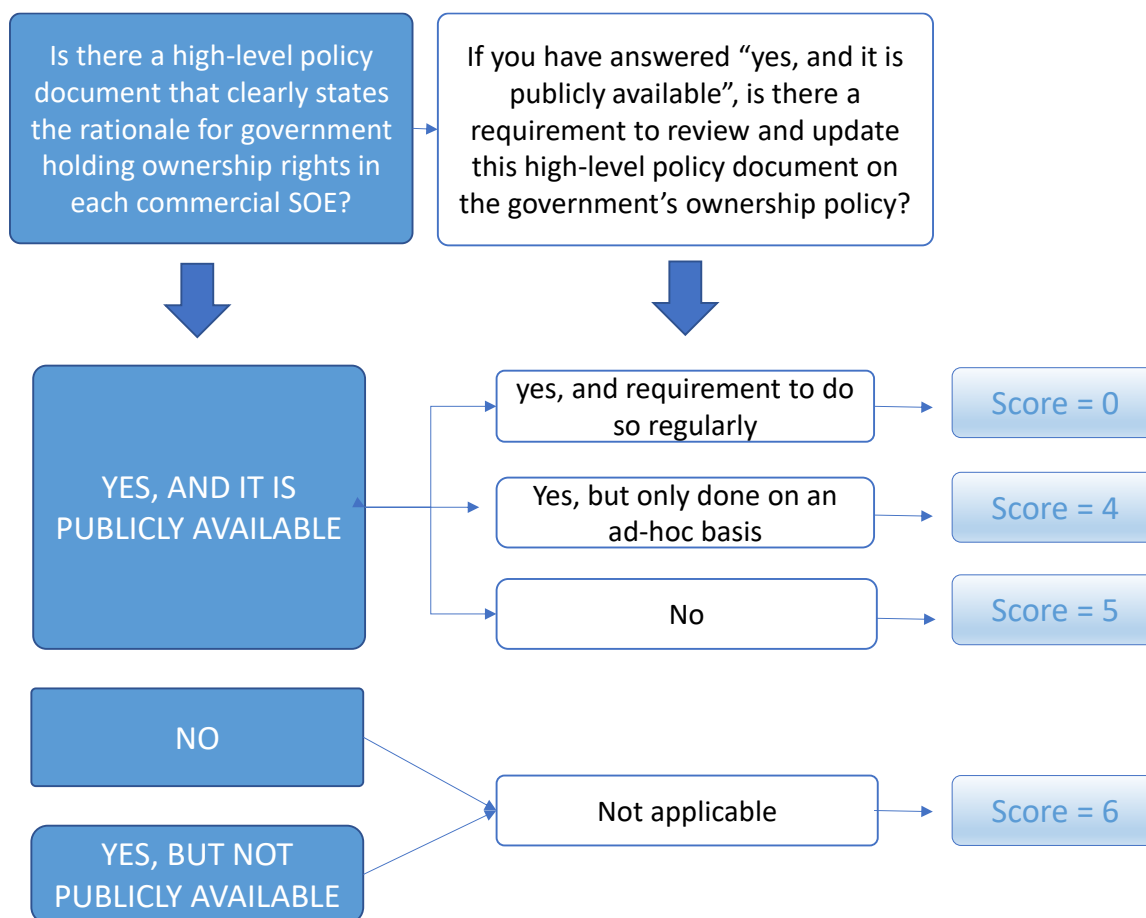 Is there a high-level policy
document that clearly states
the rationale for government
holding ownership rights in
each commercial SOE?
If you have answered “yes, and it is
publicly available”, is there a
requirement to review and update
this high-level policy document on
the government’s ownership policy?
YES, AND IT IS
PUBLICLY AVAILABLE
yes, and requirement to do
so regularly
Score = 0
Yes, but only done on an
ad-hoc basis
Score = 4
No
Score = 5
NO
YES, BUT NOT
PUBLICLY AVAILABLE
Not applicable
Score = 6